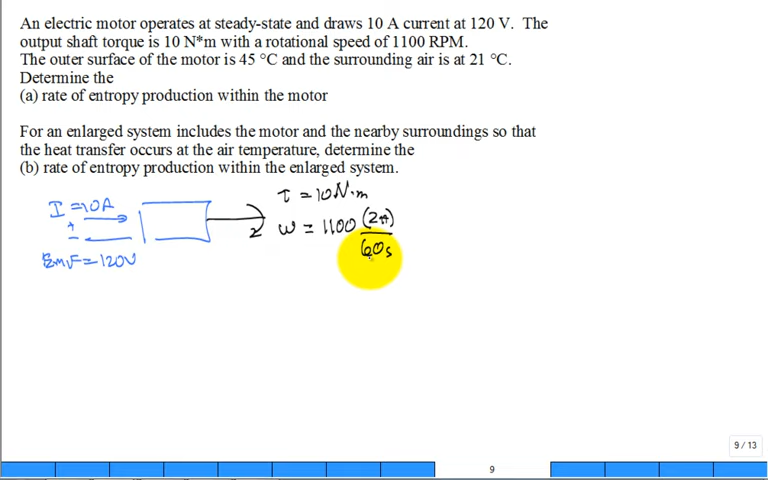 An electric motor operates at steady-state and draws 10 A current at 120 V. The
output shaft torque is 10 N*m with a rotational speed of 1100 RPM.
The outer surface of the motor is 45 °C and the surrounding air is at 21 °C.
Determine the
(a) rate of entropy production within the motor
For an enlarged system includes the motor and the nearby surroundings so that
the heat transfer occurs at the air temperature, determine the
(b) rate of entropy production within the enlarged system.
I = 10A
+
-
EMF = 120V
τ = 10 N·m
ω = 1100 (2π)
60s
9 / 13
9